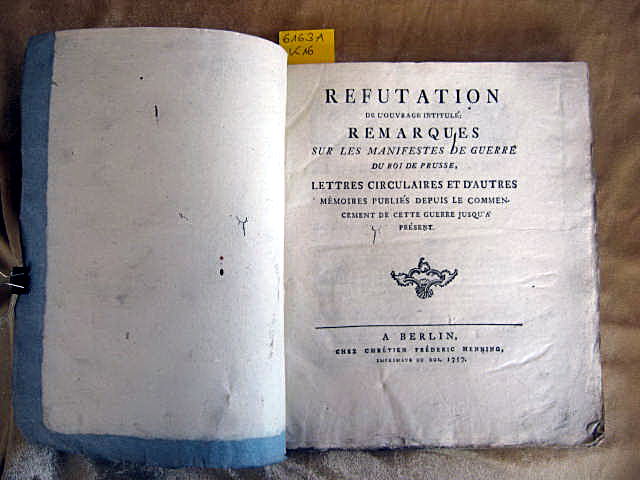 6163A
REFUTATION
DE L'OUVRAGE INTITULÉ:
REMARQUES
SUR LES MANIFESTES DE GUERRE
DU ROI DE PRUSSE,
LETTRES CIRCULAIRES ET D'AUTRES
MÉMOIRES PUBLIÉS DEPUIS LE COMMEN-
CEMENT DE CETTE GUERRE JUSQU'À
PRÉSENT.
A BERLIN,
CHEZ CHRÉTIEN FRÉDERIC HENNING,
IMPRIMEUR DU ROI. 1757.